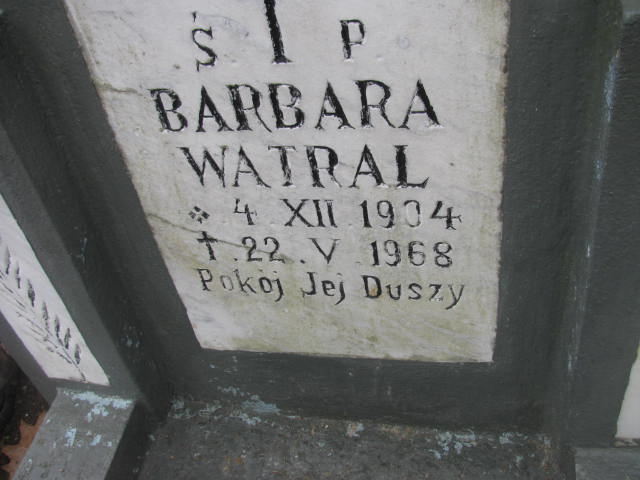 Ś † P
BARBARA
WATRAL
* 4 XII 1904
† 22. V 1968
Pokój Jej Duszy